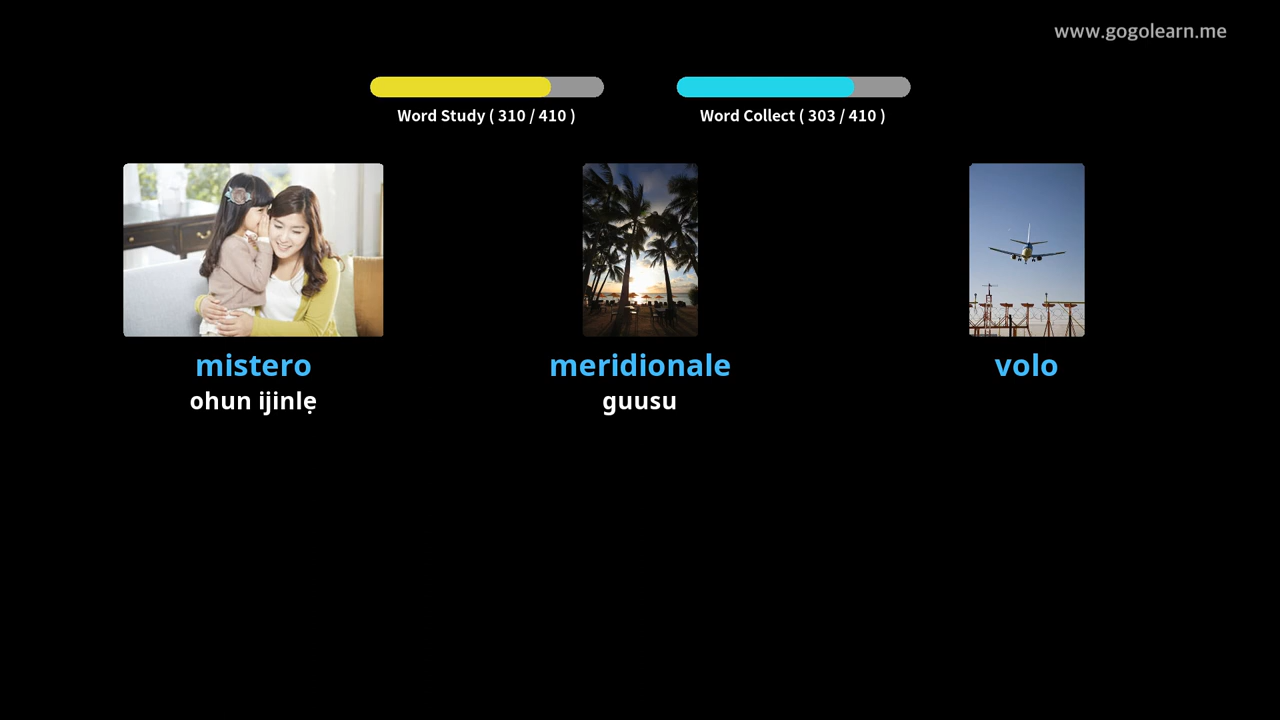 www.gogolearn.me
Word Study ( 310 / 410 )
Word Collect ( 303 / 410 )
mistero
ohun ijinlẹ
meridionale
guusu
volo